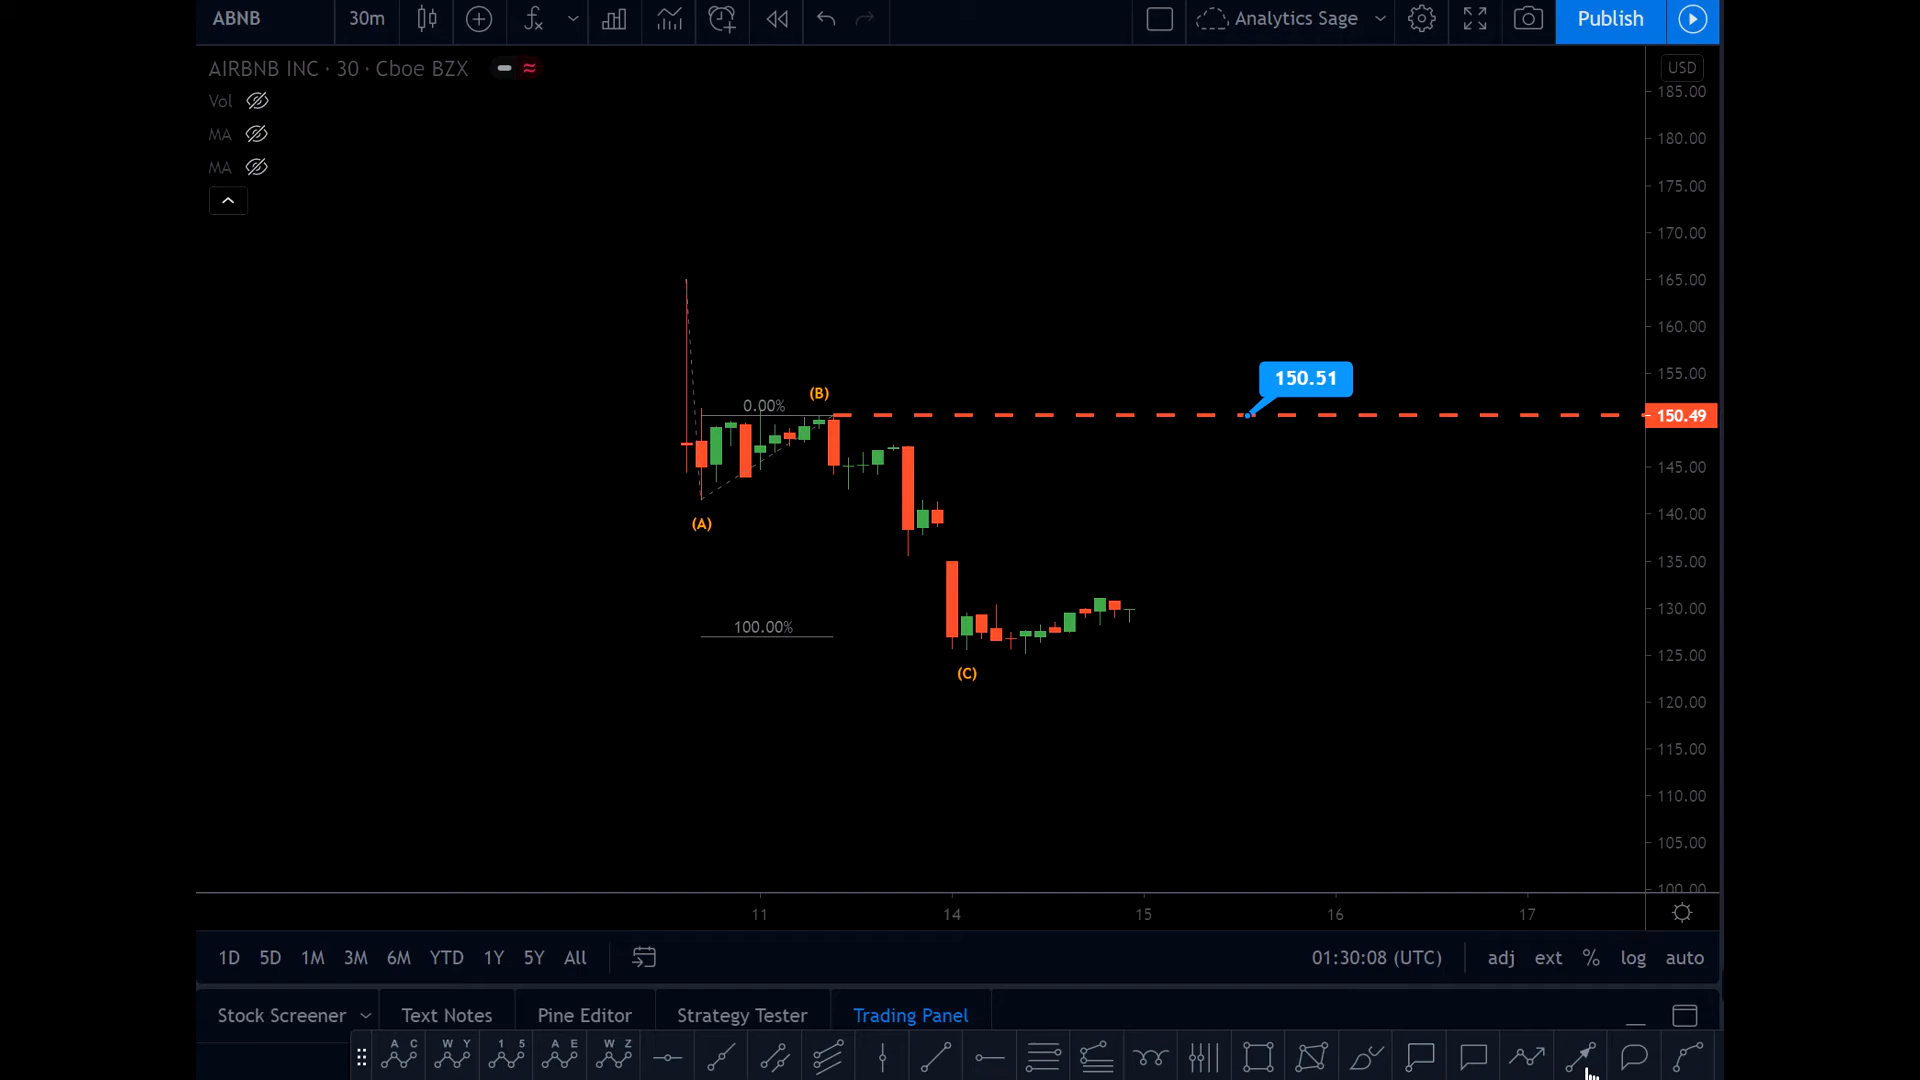 ABNB 30m Analytics Sage Publish
AIRBNB INC · 30 · Cboe BZX
USD
Vol
MA
MA
185.00
180.00
175.00
170.00
165.00
160.00
155.00
150.49
145.00
140.00
135.00
130.00
125.00
120.00
115.00
110.00
105.00
100.00
150.51
(B)
0.00%
(A)
100.00%
(C)
11 14 15 16 17
1D 5D 1M 3M 6M YTD 1Y 5Y All 01:30:08 (UTC) adj ext % log auto
Stock Screener Text Notes Pine Editor Strategy Tester Trading Panel
A C W Y 1 5 A E W Z